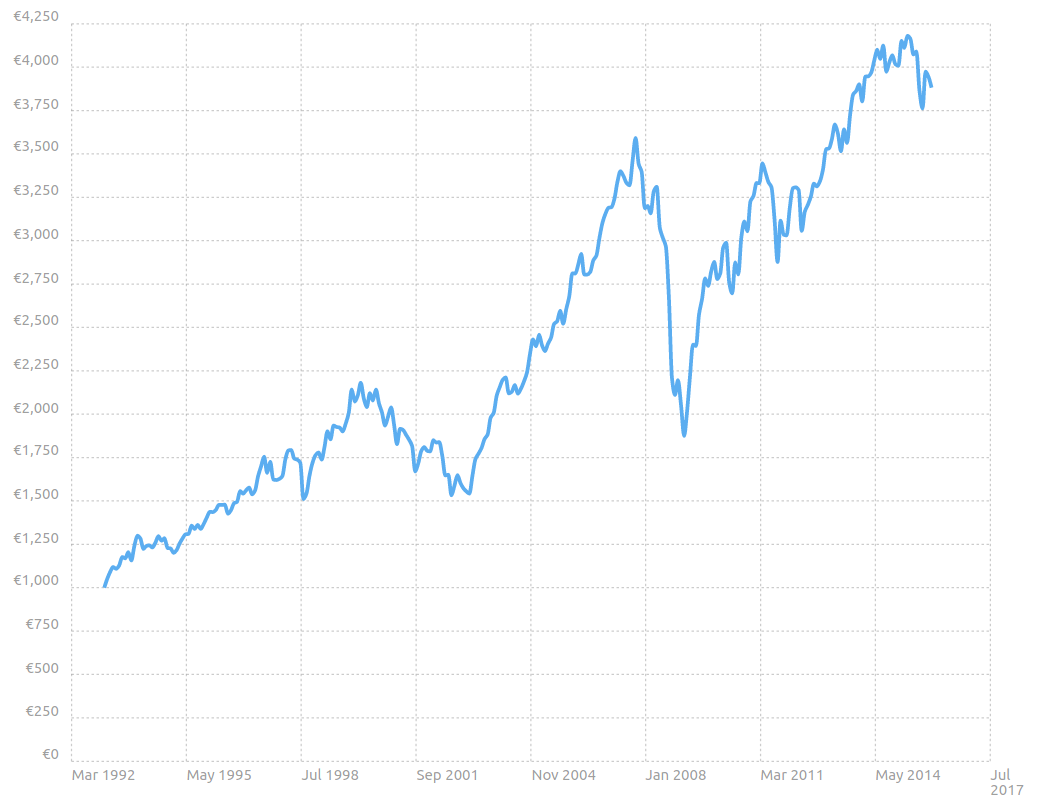 €4,250
€4,000
€3,750
€3,500
€3,250
€3,000
€2,750
€2,500
€2,250
€2,000
€1,750
€1,500
€1,250
€1,000
€750
€500
€250
€0
Mar 1992
May 1995
Jul 1998
Sep 2001
Nov 2004
Jan 2008
Mar 2011
May 2014
Jul
2017